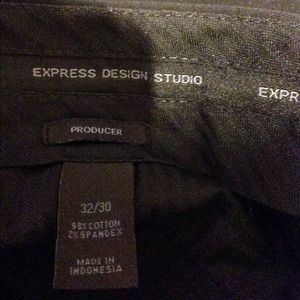 EXPRESS DESIGN STUDIO
EXPR
PRODUCER
32/30
98% COTTON
2% SPANDEX
MADE IN
INDONESIA